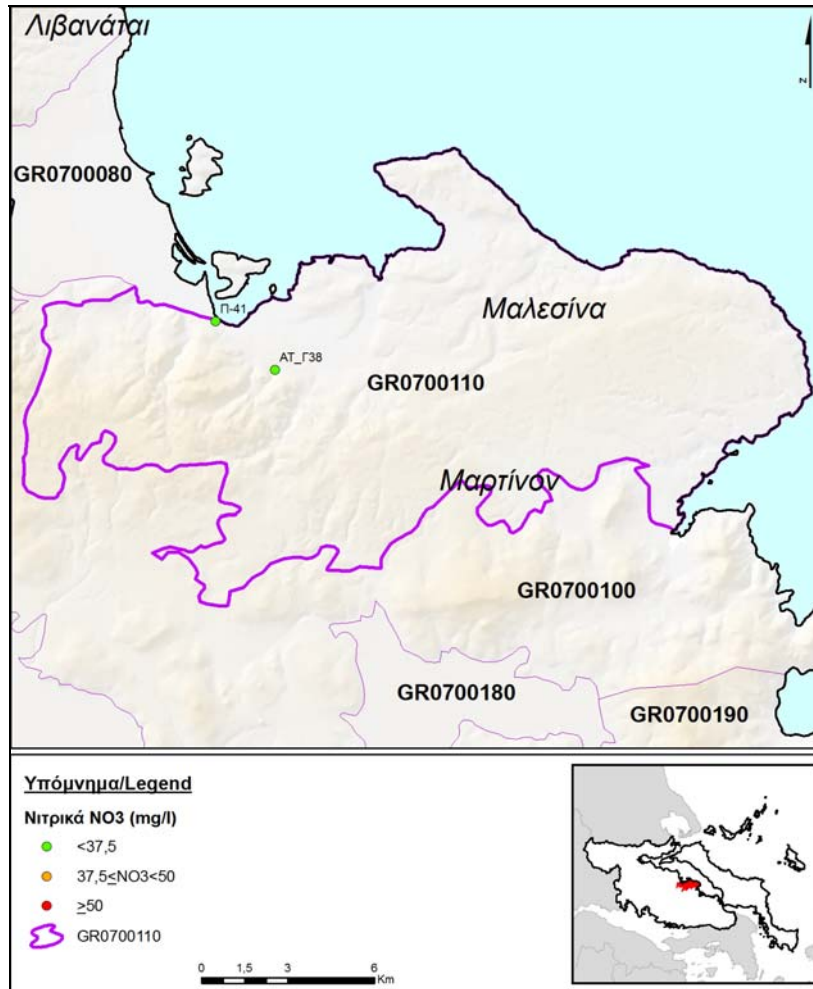 Λιβανάται
z
GR0700080
Π-41
Μαλεσίνα
ΑΤ_Γ38
GR0700110
Μαρτίνον
GR0700100
GR0700180
GR0700190
Υπόμνημα/Legend
Νιτρικά NO3 (mg/l)
<37,5
37,5≤NO3<50
≥50
GR0700110
0 1,5 3 6
Km